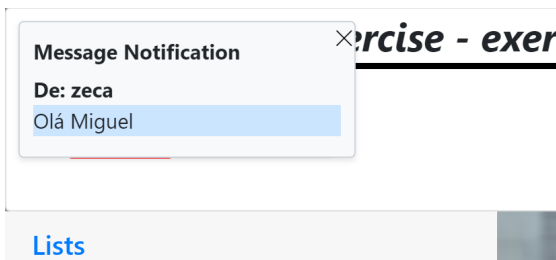 ercise - exer
Message Notification
De: zeca
Olá Miguel
Lists